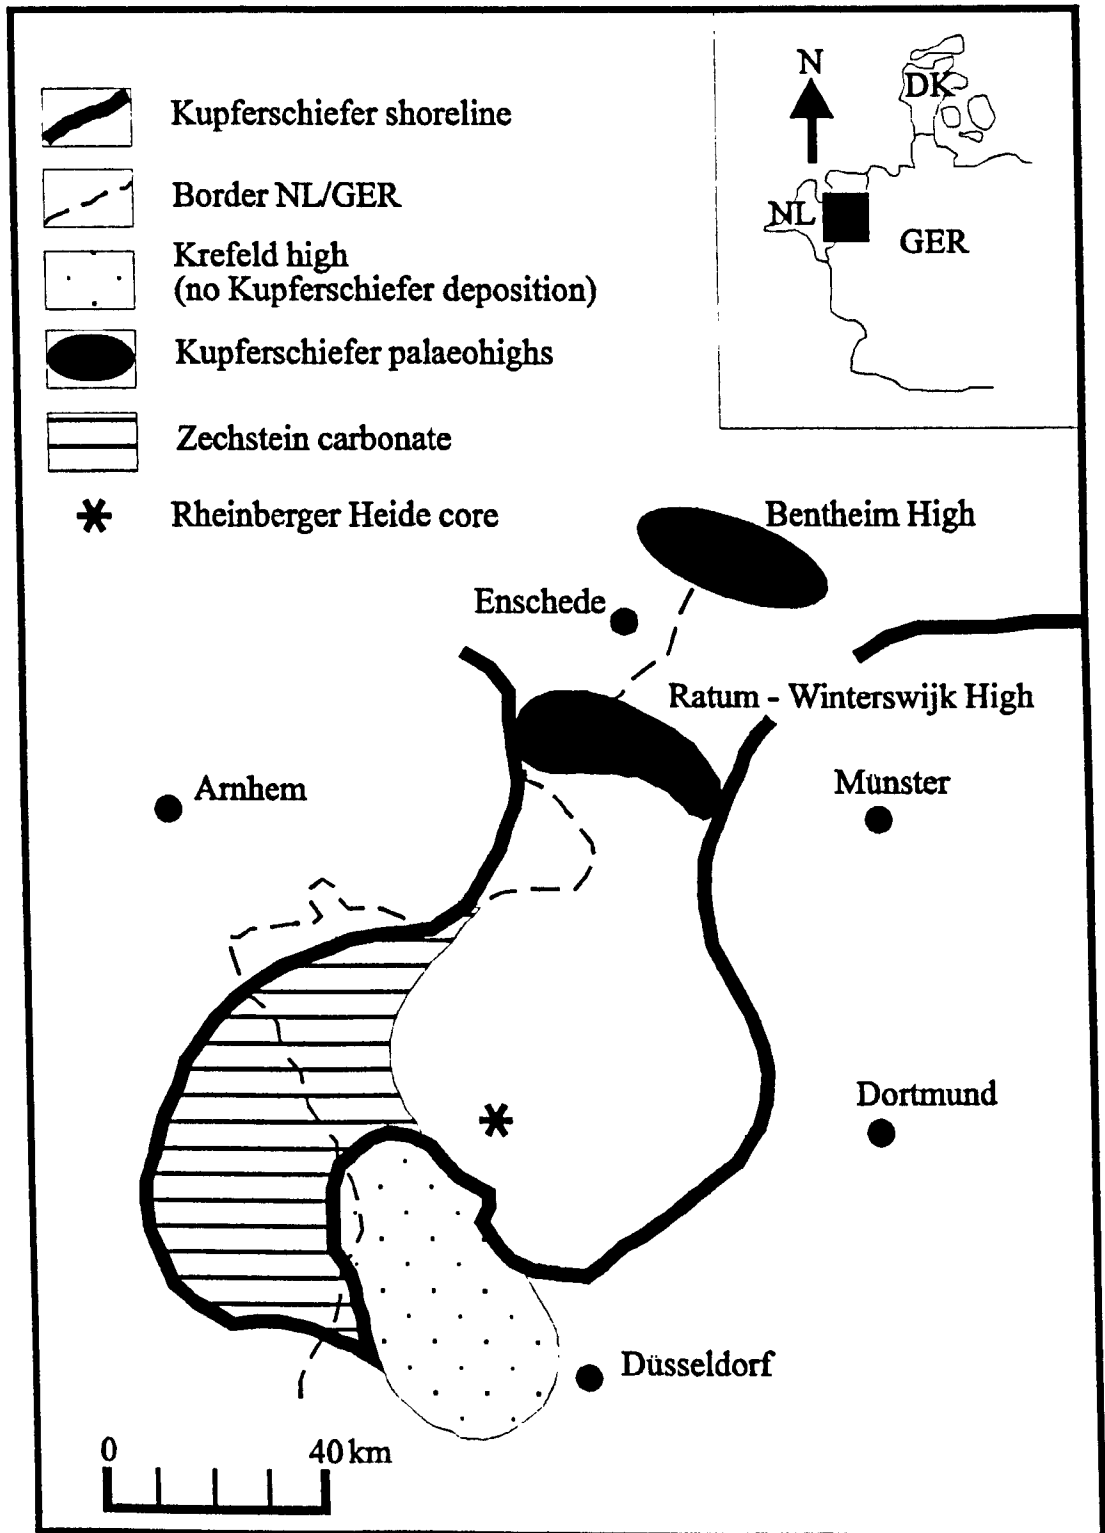 Kupferschiefer shoreline
Border NL/GER
Krefeld high
(no Kupferschiefer deposition)
Kupferschiefer palaeohighs
Zechstein carbonate
Rheinberger Heide core
N
DK
NL
GER
Bentheim High
Enschede
Ratum - Winterswijk High
Arnhem
Münster
Dortmund
Düsseldorf
0 40 km